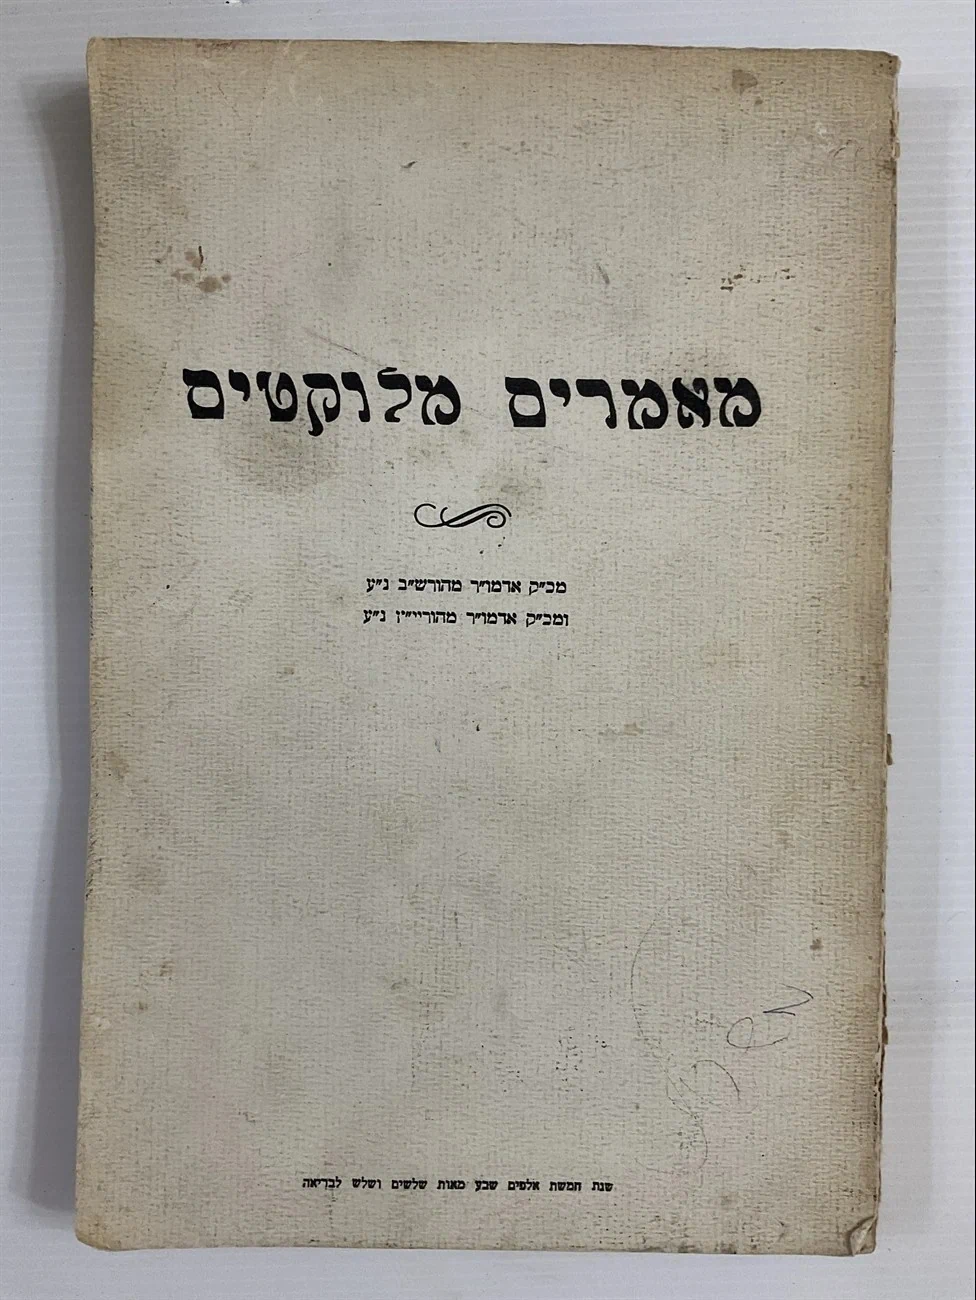 מאמרים מלוקטים
מכ״ק אדמו״ר מהורש״ב נ״ע
ומכ״ק אדמו״ר מהוריי״ץ נ״ע
שנת חמשת אלפים שבע מאות שלשים ושלש לבריאה